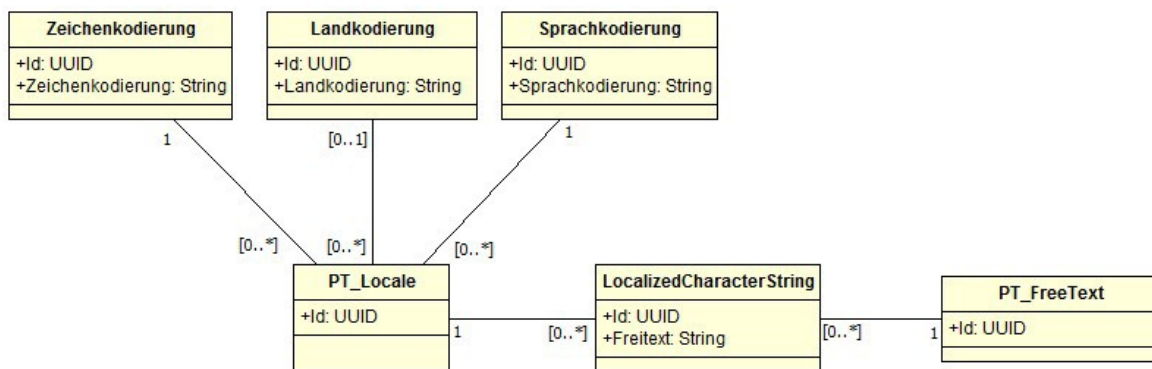 Zeichenkodierung
+Id: UUID
+Zeichenkodierung: String
Landkodierung
+Id: UUID
+Landkodierung: String
Sprachkodierung
+Id: UUID
+Sprachkodierung: String
1
[0..1]
1
[0..*]
[0..*]
[0..*]
PT_Locale
+Id: UUID
1
[0..*]
LocalizedCharacterString
+Id: UUID
+Freitext: String
[0..*]
1
PT_FreeText
+Id: UUID